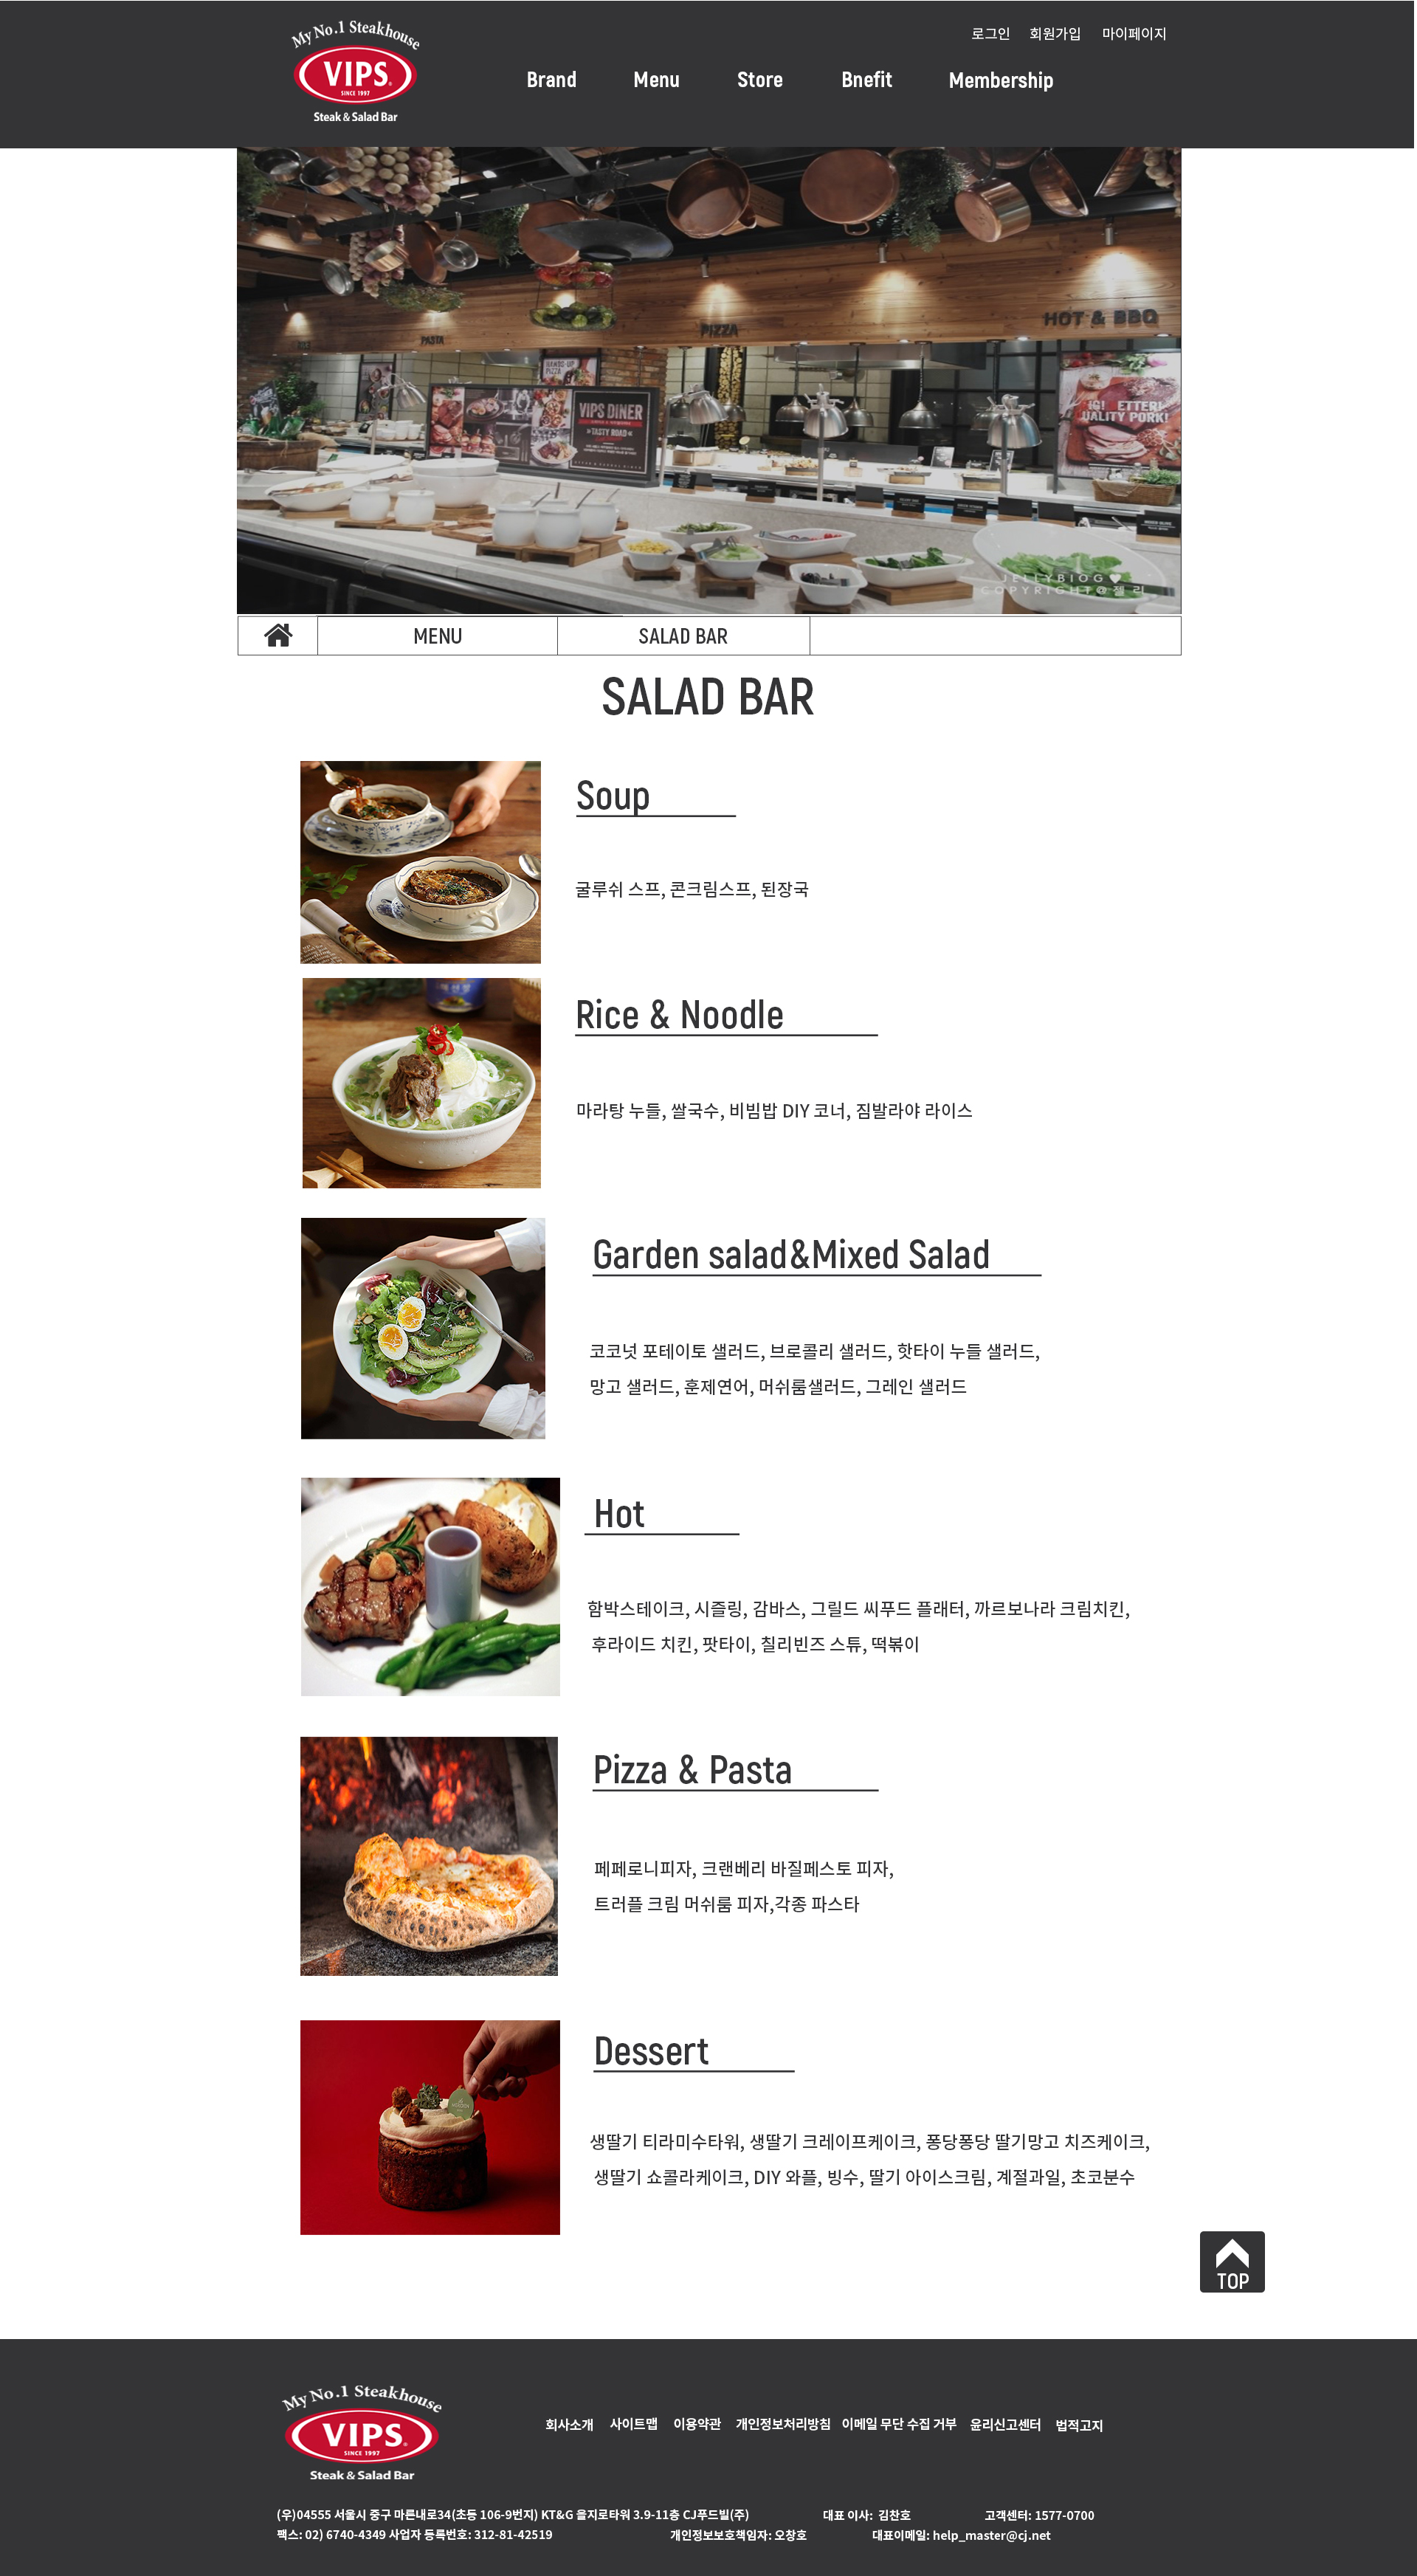 My No.1 Steakhouse
VIPS
SINCE 1997
Steak & Salad Bar
로그인 회원가입 마이페이지
Brand Menu Store Bnefit Membership
PASTA
PIZZA
HOT & BBQ
HANDS-UP
PIZZA
VIPS DINER
TASTY ROAD
UALITY PORK!
JELLYBIOG♥
COPYRIGHT@젤리
MENU SALAD BAR
SALAD BAR
Soup
굴루쉬 스프, 콘크림스프, 된장국
Rice & Noodle
마라탕 누들, 쌀국수, 비빔밥 DIY 코너, 짐발라야 라이스
Garden salad&Mixed Salad
코코넛 포테이토 샐러드, 브로콜리 샐러드, 핫타이 누들 샐러드,
망고 샐러드, 훈제연어, 머쉬룸샐러드, 그레인 샐러드
Hot
함박스테이크, 시즐링, 감바스, 그릴드 씨푸드 플래터, 까르보나라 크림치킨,
후라이드 치킨, 팟타이, 칠리빈즈 스튜, 떡볶이
Pizza & Pasta
페페로니피자, 크랜베리 바질페스토 피자,
트러플 크림 머쉬룸 피자,각종 파스타
Dessert
생딸기 티라미수타워, 생딸기 크레이프케이크, 퐁당퐁당 딸기망고 치즈케이크,
생딸기 쇼콜라케이크, DIY 와플, 빙수, 딸기 아이스크림, 계절과일, 초코분수
TOP
My No.1 Steakhouse
VIPS
SINCE 1997
Steak & Salad Bar
회사소개 사이트맵 이용약관 개인정보처리방침 이메일 무단 수집 거부 윤리신고센터 법적고지
(우)04555 서울시 중구 마른내로34(초등 106-9번지) KT&G 을지로타워 3.9-11층 CJ푸드빌(주) 대표 이사: 김찬호 고객센터: 1577-0700
팩스: 02) 6740-4349 사업자 등록번호: 312-81-42519 개인정보보호책임자: 오창호 대표이메일: help_master@cj.net